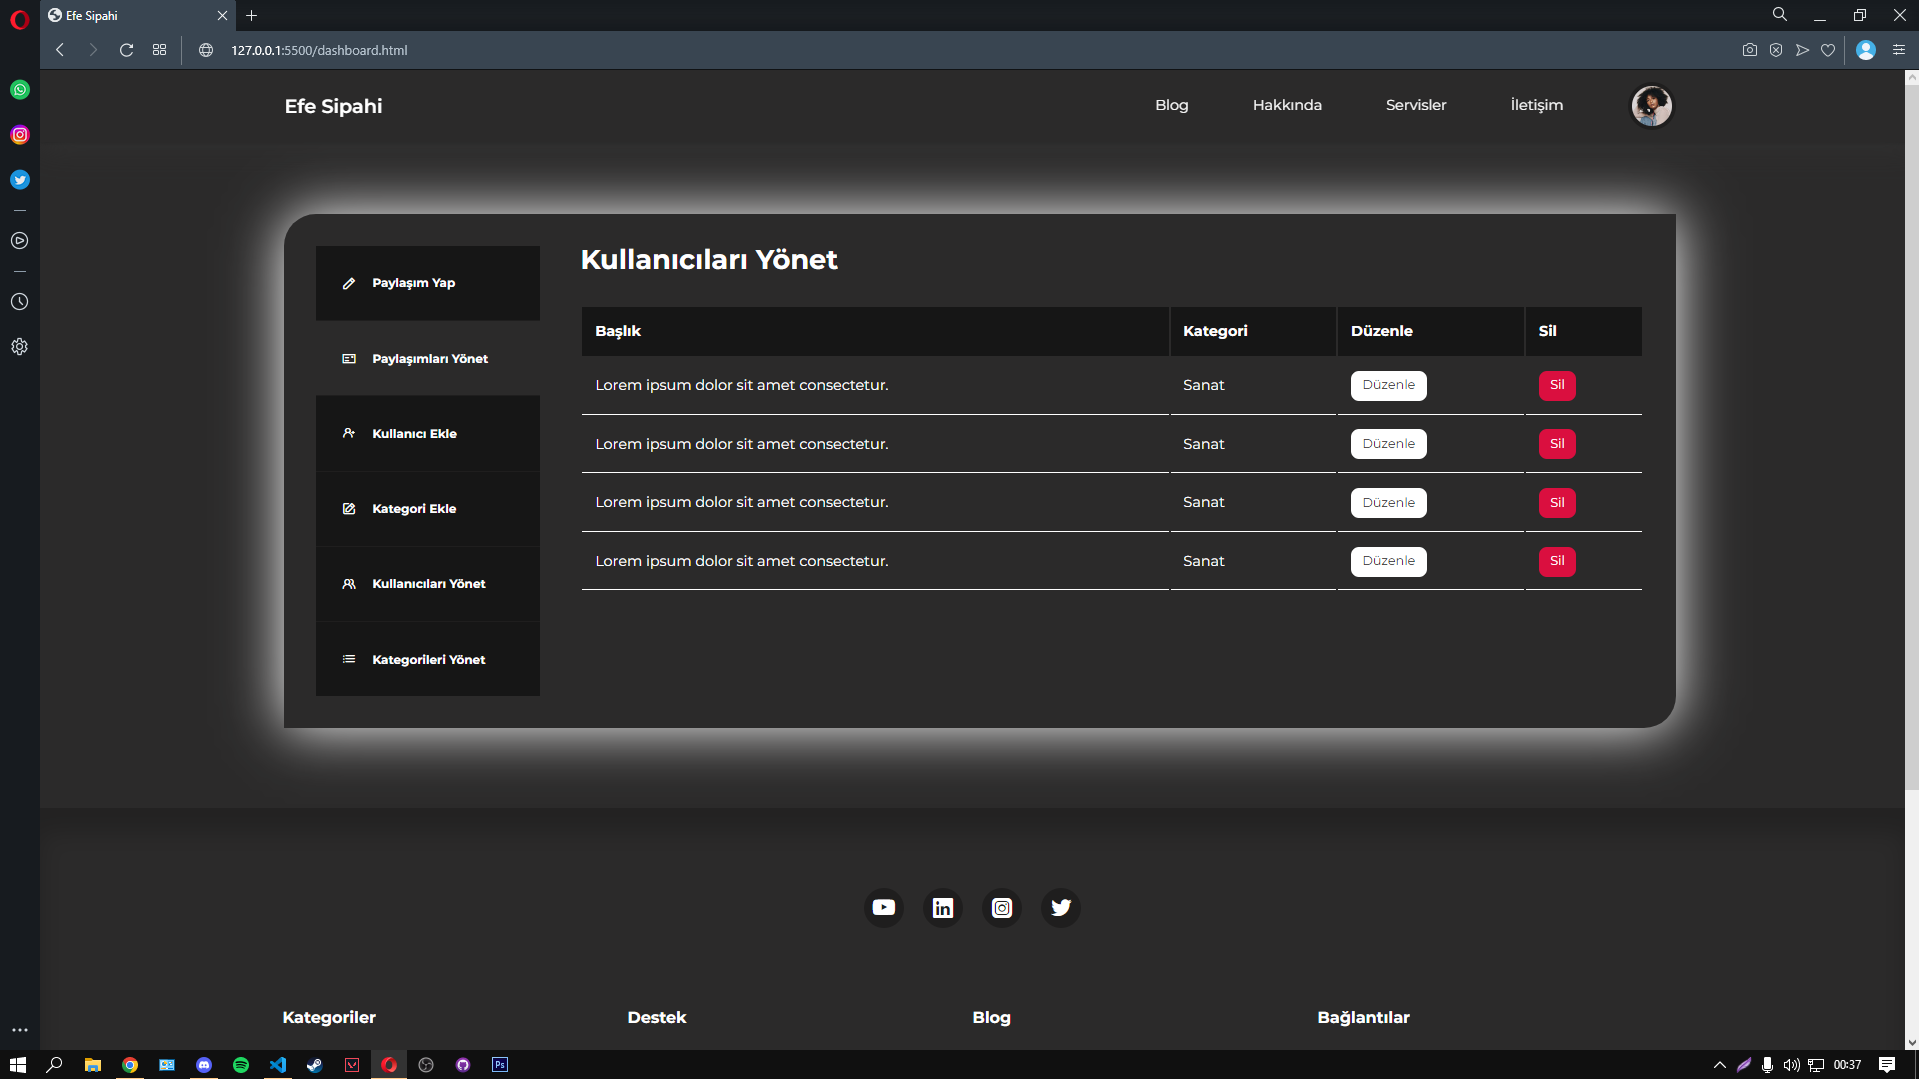 Efe Sipahi
127.0.0.1:5500/dashboard.html
Efe Sipahi
Blog Hakkında Servisler İletişim
Kullanıcıları Yönet
Paylaşım Yap
Paylaşımları Yönet
Kullanıcı Ekle
Kategori Ekle
Kullanıcıları Yönet
Kategorileri Yönet
Başlık Kategori Düzenle Sil
Lorem ipsum dolor sit amet consectetur. Sanat Düzenle Sil
Lorem ipsum dolor sit amet consectetur. Sanat Düzenle Sil
Lorem ipsum dolor sit amet consectetur. Sanat Düzenle Sil
Lorem ipsum dolor sit amet consectetur. Sanat Düzenle Sil
in
Kategoriler Destek Blog Bağlantılar
Ps
00:37